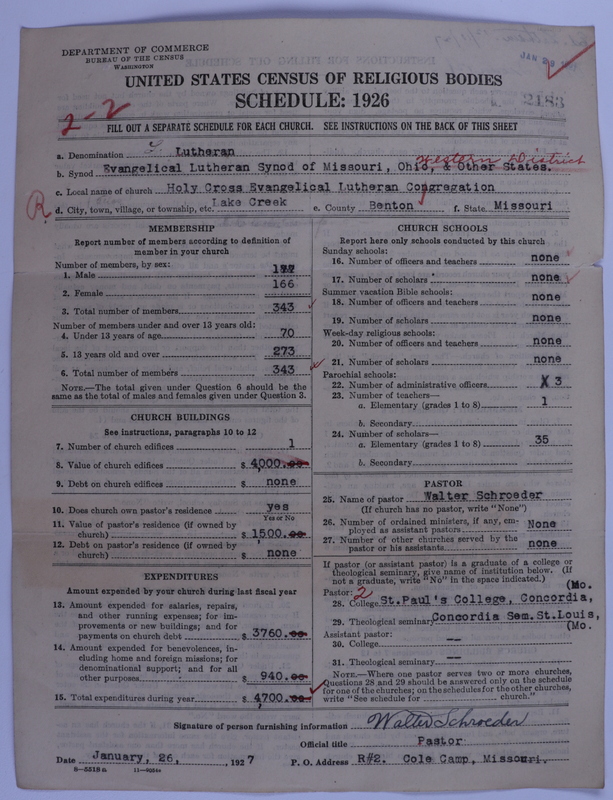 DEPARTMENT OF COMMERCE
BUREAU OF THE CENSUS
WASHINGTON
JAN 28
UNITED STATES CENSUS OF RELIGIOUS BODIES
SCHEDULE: 1926
2183
2-2
FILL OUT A SEPARATE SCHEDULE FOR EACH CHURCH. SEE INSTRUCTIONS ON THE BACK OF THIS SHEET
a. Denomination Lutheran
Western District
b. Synod Evangelical Lutheran Synod of Missouri, Ohio, & Other States.
c. Local name of church Holy Cross Evangelical Lutheran Congregation
R d. City, town, village, or township, etc. Lake Creek e. County Benton f. State Missouri
MEMBERSHIP
Report number of members according to definition of
member in your church
Number of members, by sex:
1. Male 177
2. Female 166
3. Total number of members 343
Number of members under and over 13 years old:
4. Under 13 years of age 70
5. 13 years old and over 273
6. Total number of members 343
NOTE.—The total given under Question 6 should be the
same as the total of males and females given under Question 3.
CHURCH BUILDINGS
See instructions, paragraphs 10 to 12
7. Number of church edifices 1
8. Value of church edifices $ 4,000.00
9. Debt on church edifices $ none
10. Does church own pastor's residence yes
Yes or No
11. Value of pastor's residence (if owned by
church) $ 1,500.00
12. Debt on pastor's residence (if owned by
church) $ none
EXPENDITURES
Amount expended by your church during last fiscal year
13. Amount expended for salaries, repairs,
and other running expenses; for im-
provements or new buildings; and for
payments on church debt $ 3760.00
14. Amount expended for benevolences, in-
cluding home and foreign missions; for
denominational support; and for all
other purposes $ 940.00
15. Total expenditures during year $ 4,700.00
CHURCH SCHOOLS
Report here only schools conducted by this church
Sunday schools:
16. Number of officers and teachers none
17. Number of scholars none
Summer vacation Bible schools:
18. Number of officers and teachers none
19. Number of scholars none
Week-day religious schools:
20. Number of officers and teachers none
21. Number of scholars none
Parochial schools:
22. Number of administrative officers X 3
23. Number of teachers—
a. Elementary (grades 1 to 8) 1
b. Secondary
24. Number of scholars—
a. Elementary (grades 1 to 8) 35
b. Secondary
PASTOR
25. Name of pastor Walter Schroeder
(If church has no pastor, write "None")
26. Number of ordained ministers, if any, em-
ployed as assistant pastors None
27. Number of other churches served by the
pastor or his assistants none
If pastor (or assistant pastor) is a graduate of a college or
theological seminary, give name of institution below. (If
not a graduate, write "No" in the space indicated.)
Pastor: 2 (Mo.
28. College St.Paul's College, Concordia,
29. Theological seminary Concordia Sem.St.Louis,
(Mo.
Assistant pastor:
30. College --
31. Theological seminary --
NOTE.—Where one pastor serves two or more churches,
Questions 28 and 29 should be answered only on the schedule
for one of the churches; on the schedules for the other churches,
write "See schedule for church."
Signature of person furnishing information Walter Schroeder
Official title Pastor
Date January, 26, 1927 P. O. Address R#2. Cole Camp, Missouri.